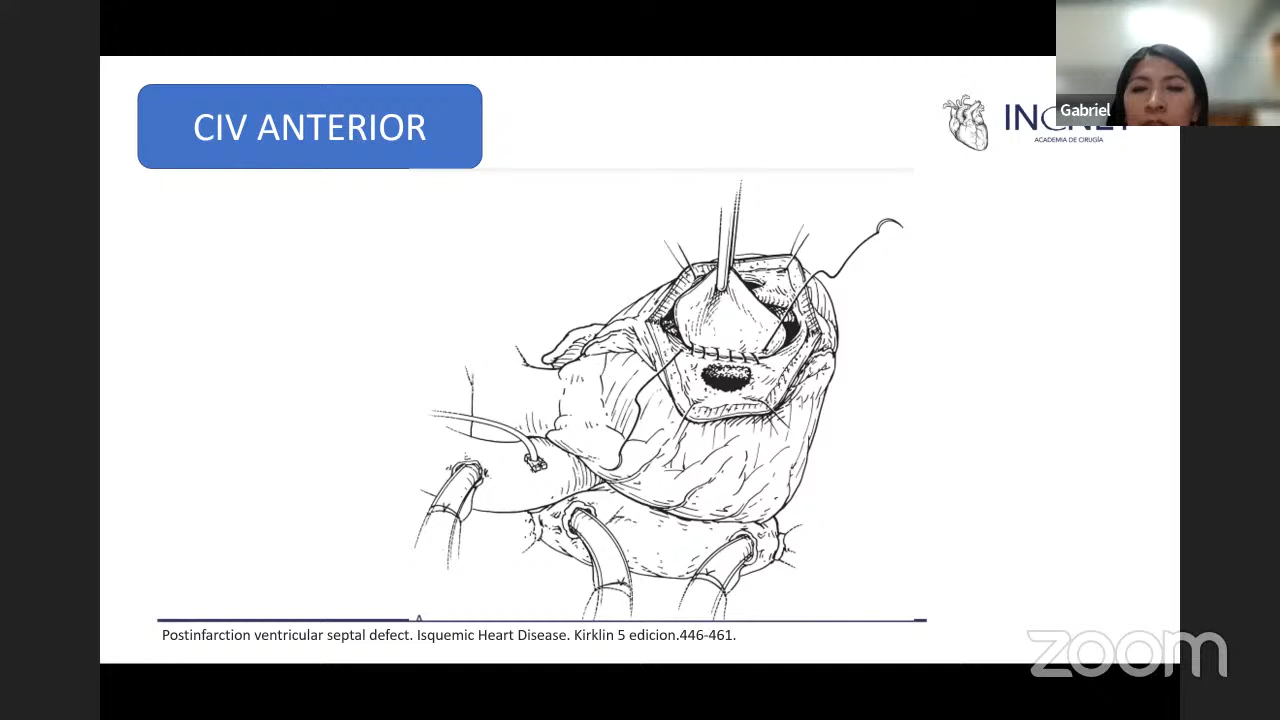 CIV ANTERIOR
Gabriel
ACADEMIA DE CIRUGÍA
Postinfarction ventricular septal defect. Isquemic Heart Disease. Kirklin 5 edicion.446-461.
zoom